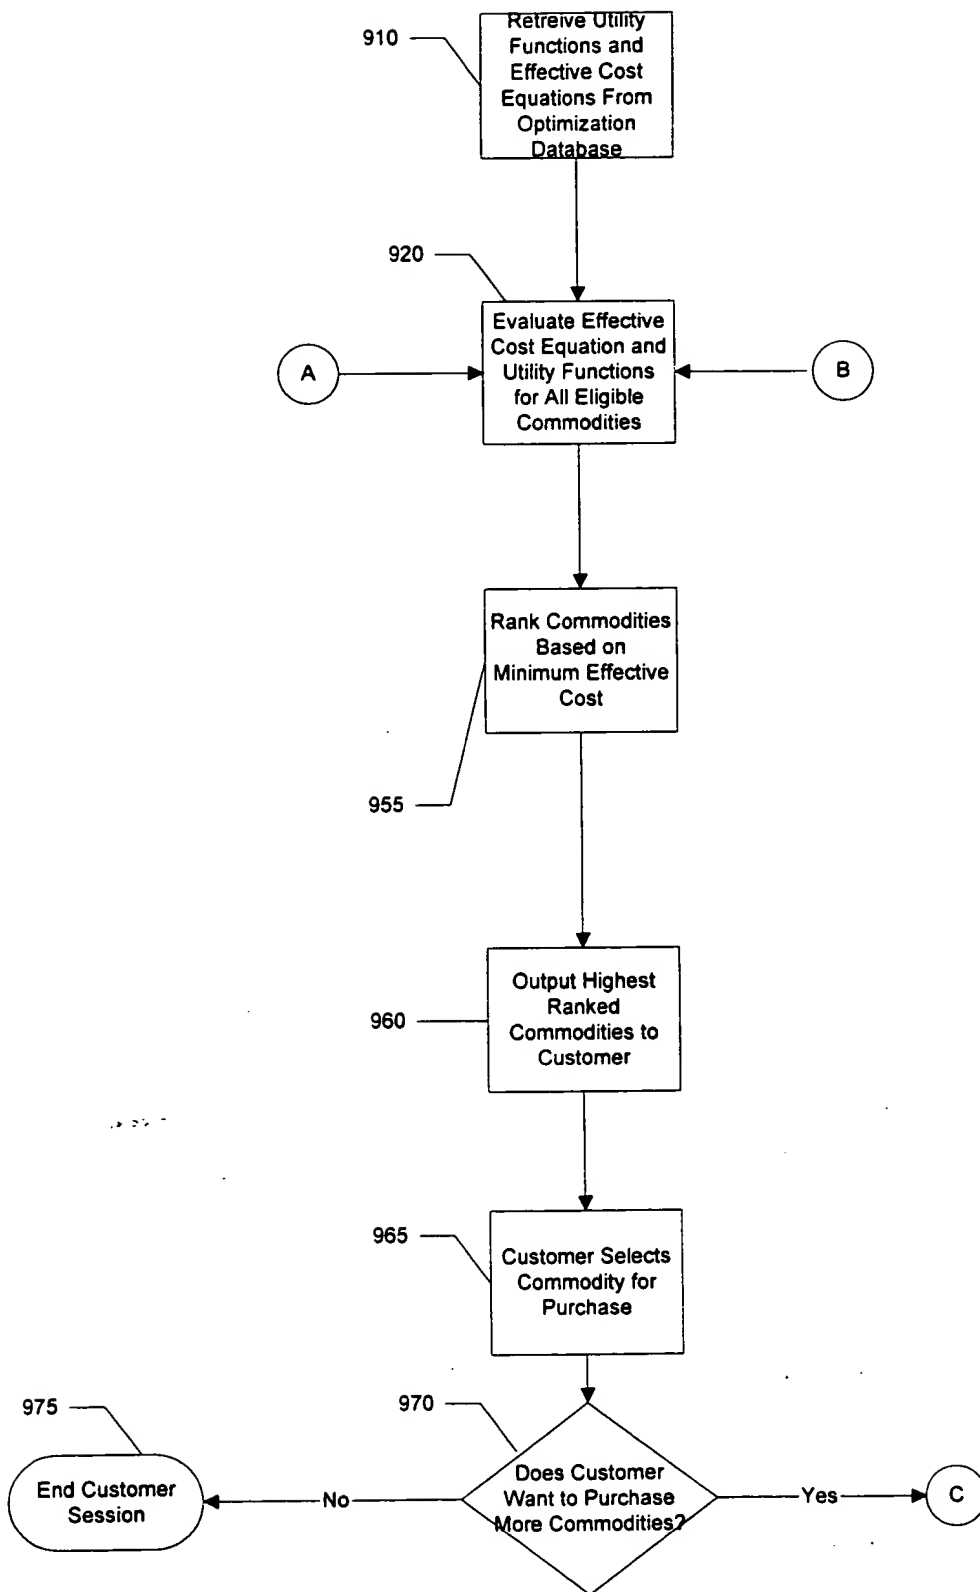 910
Retreive Utility
Functions and
Effective Cost
Equations From
Optimization
Database
920
Evaluate Effective
Cost Equation and
Utility Functions
for All Eligible
Commodities
A
B
Rank Commodities
Based on
Minimum Effective
Cost
955
Output Highest
Ranked
Commodities to
Customer
960
965
Customer Selects
Commodity for
Purchase
970
975
Does Customer
Want to Purchase
More Commodities?
End Customer
Session
No
Yes
C